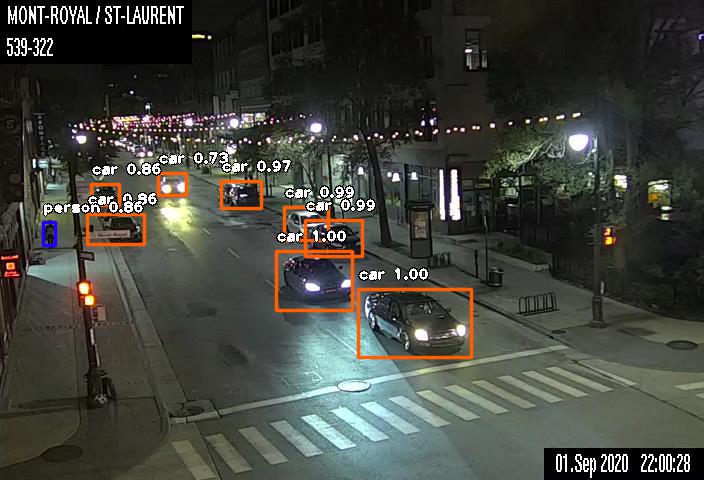 MONT-ROYAL / ST-LAURENT
539-322
car 0.73
car 0.86
car 0.97
car 0.86
person 0.86
car 0.99
car 0.99
car 1.00
car 1.00
01.Sep 2020 22:00:28